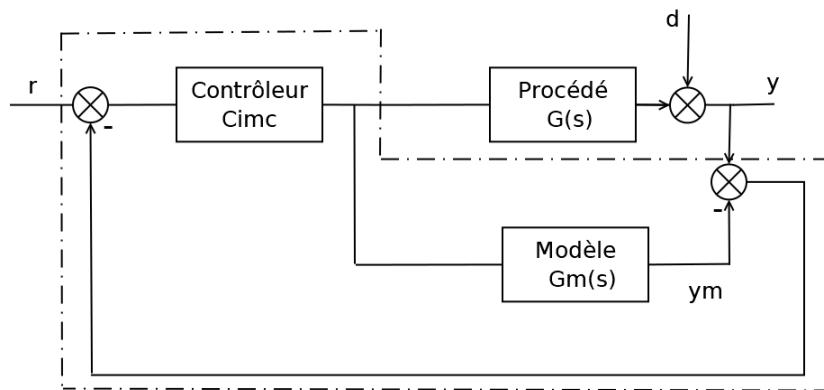 d
r
Contrôleur
Cimc
Procédé
G(s)
y
-
-
Modèle
Gm(s)
ym